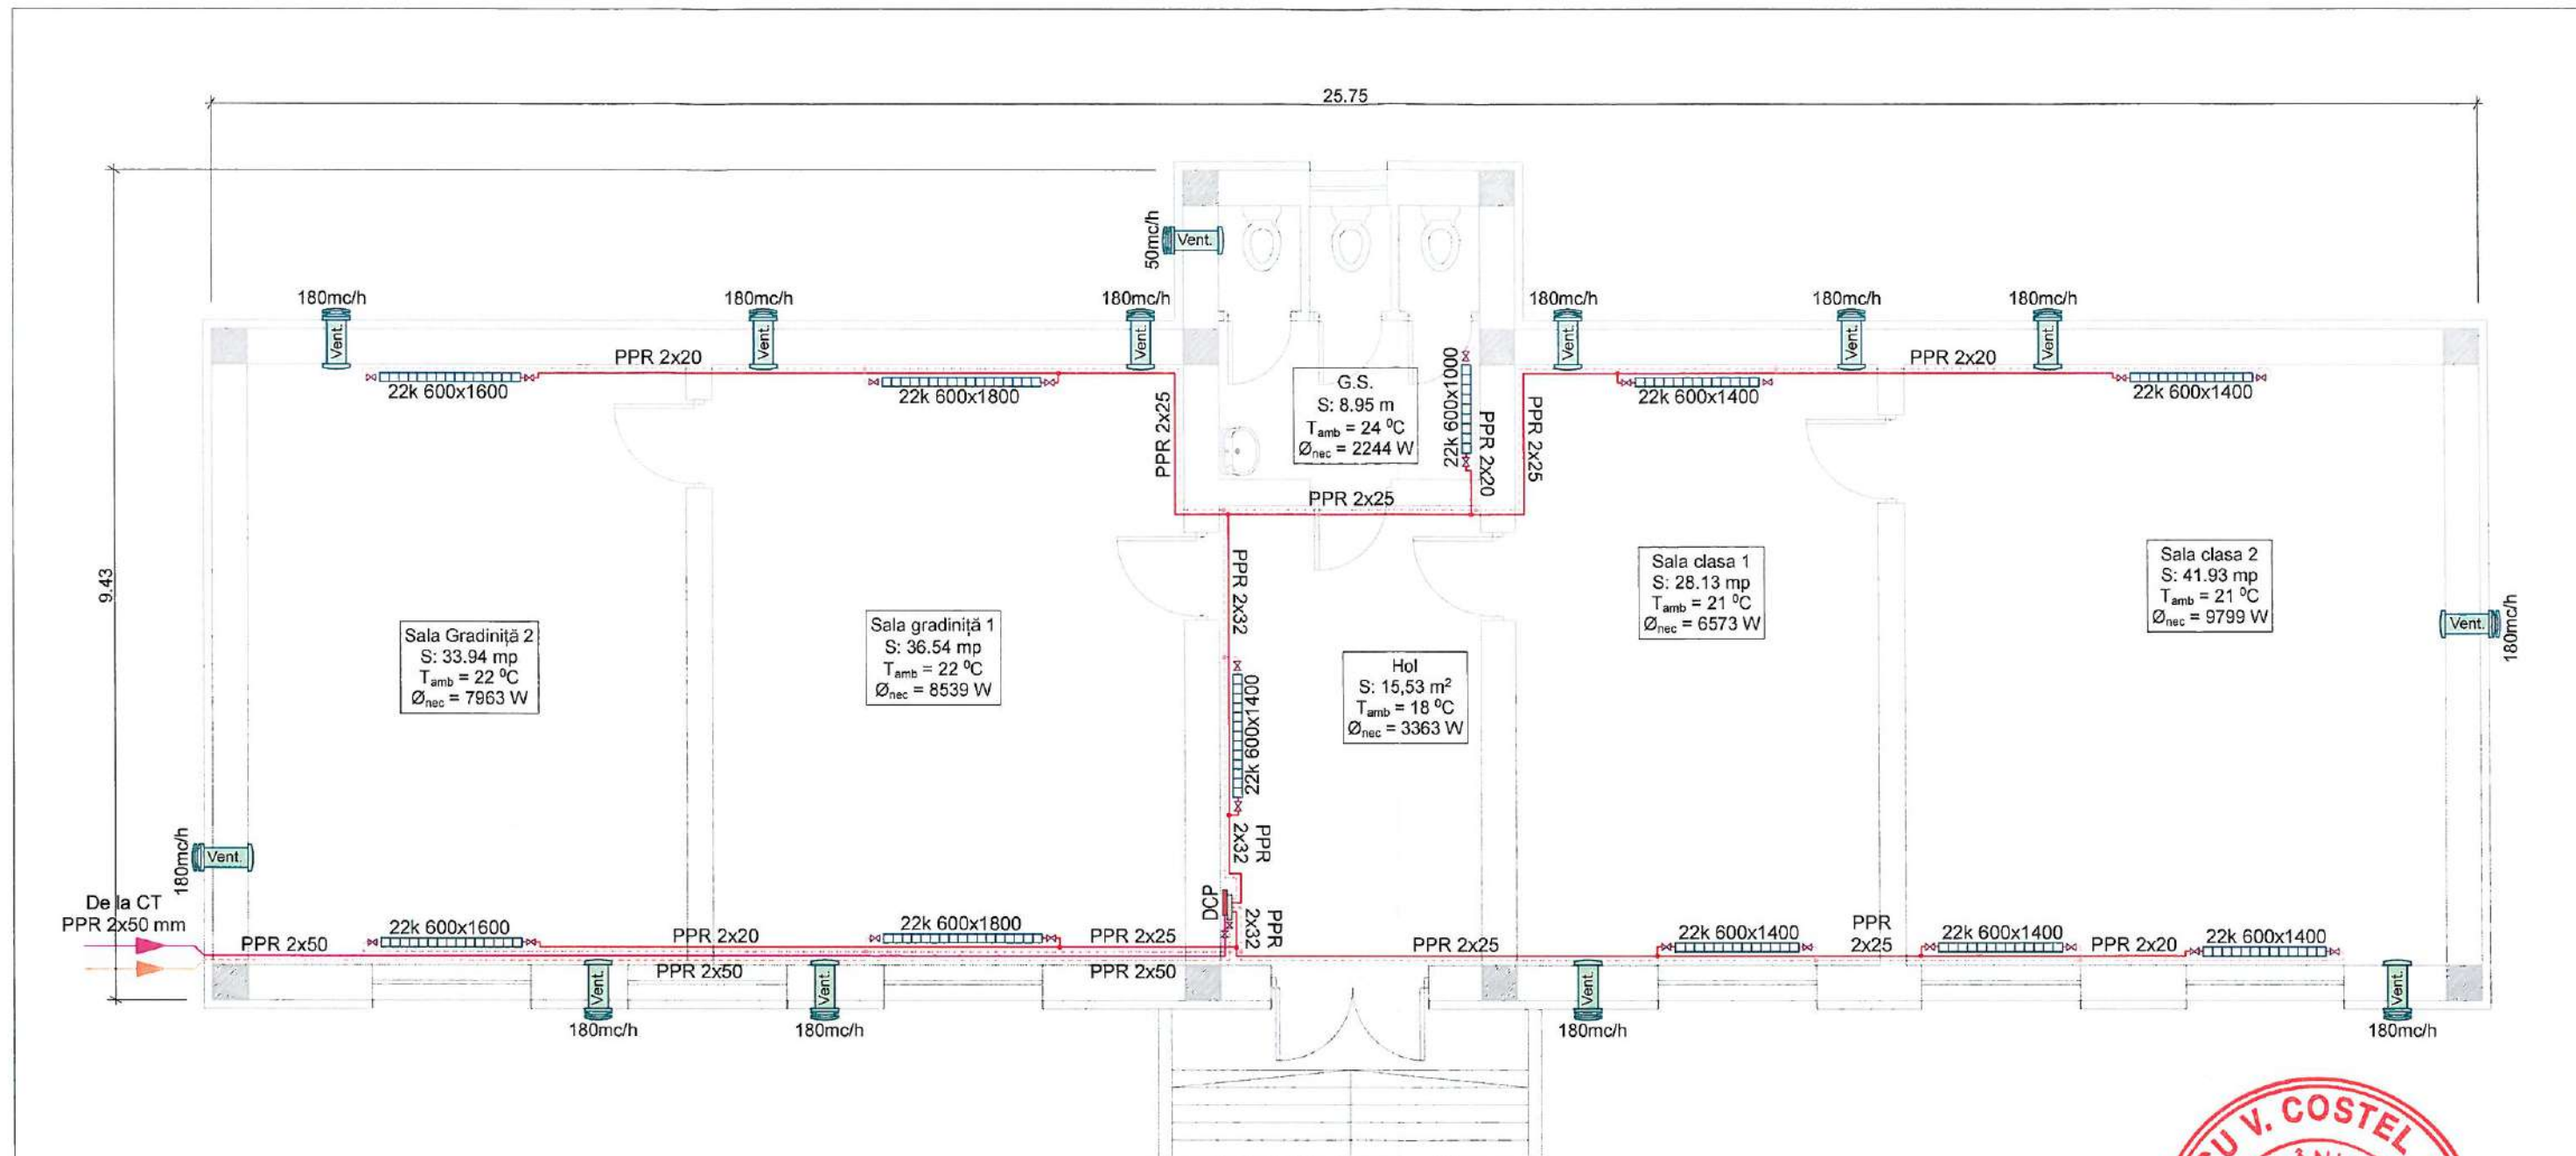 25.75
9.43
50mc/h
Vent.
180mc/h
180mc/h
180mc/h
180mc/h
180mc/h
180mc/h
Vent.
Vent.
Vent.
Vent.
Vent.
Vent.
PPR 2x20
PPR 2x20
22k 600x1600
22k 600x1800
22k 600x1400
22k 600x1400
PPR 2x25
22k 600x1000
PPR 2x20
PPR 2x25
G.S.
S: 8.95 m
Tamb = 24 ⁰C
Ønec = 2244 W
PPR 2x25
PPR 2x32
Sala Gradiniță 2
S: 33.94 mp
Tamb = 22 ⁰C
Ønec = 7963 W
Sala gradiniță 1
S: 36.54 mp
Tamb = 22 ⁰C
Ønec = 8539 W
Hol
S: 15,53 m²
Tamb = 18 ⁰C
Ønec = 3363 W
Sala clasa 1
S: 28.13 mp
Tamb = 21 ⁰C
Ønec = 6573 W
Sala clasa 2
S: 41.93 mp
Tamb = 21 ⁰C
Ønec = 9799 W
Vent.
180mc/h
22k 600x1400
PPR
2x32
DCP
PPR
2x32
180mc/h
Vent.
De la CT
PPR 2x50 mm
PPR 2x50
22k 600x1600
PPR 2x20
22k 600x1800
PPR 2x25
PPR 2x50
PPR 2x50
PPR 2x25
22k 600x1400
PPR
2x25
22k 600x1400
PPR 2x20
22k 600x1400
Vent.
Vent.
Vent.
Vent.
180mc/h
180mc/h
180mc/h
180mc/h
V. COSTEL